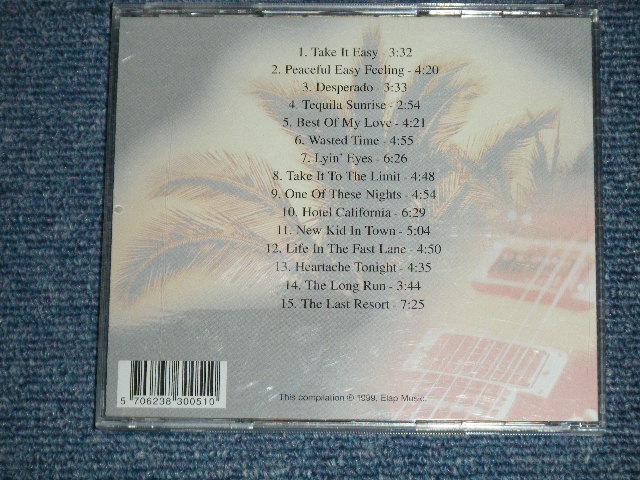 1. Take It Easy - 3:32
2. Peaceful Easy Feeling - 4:20
3. Desperado - 3:33
4. Tequila Sunrise - 2:54
5. Best Of My Love - 4:21
6. Wasted Time - 4:55
7. Lyin' Eyes - 6:26
8. Take It To The Limit - 4:48
9. One Of These Nights - 4:54
10. Hotel California - 6:29
11. New Kid In Town - 5:04
12. Life In The Fast Lane - 4:50
13. Heartache Tonight - 4:35
14. The Long Run - 3:44
15. The Last Resort - 7:25
5 706238 300510
This compilation ℗ 1999, Elap Music.